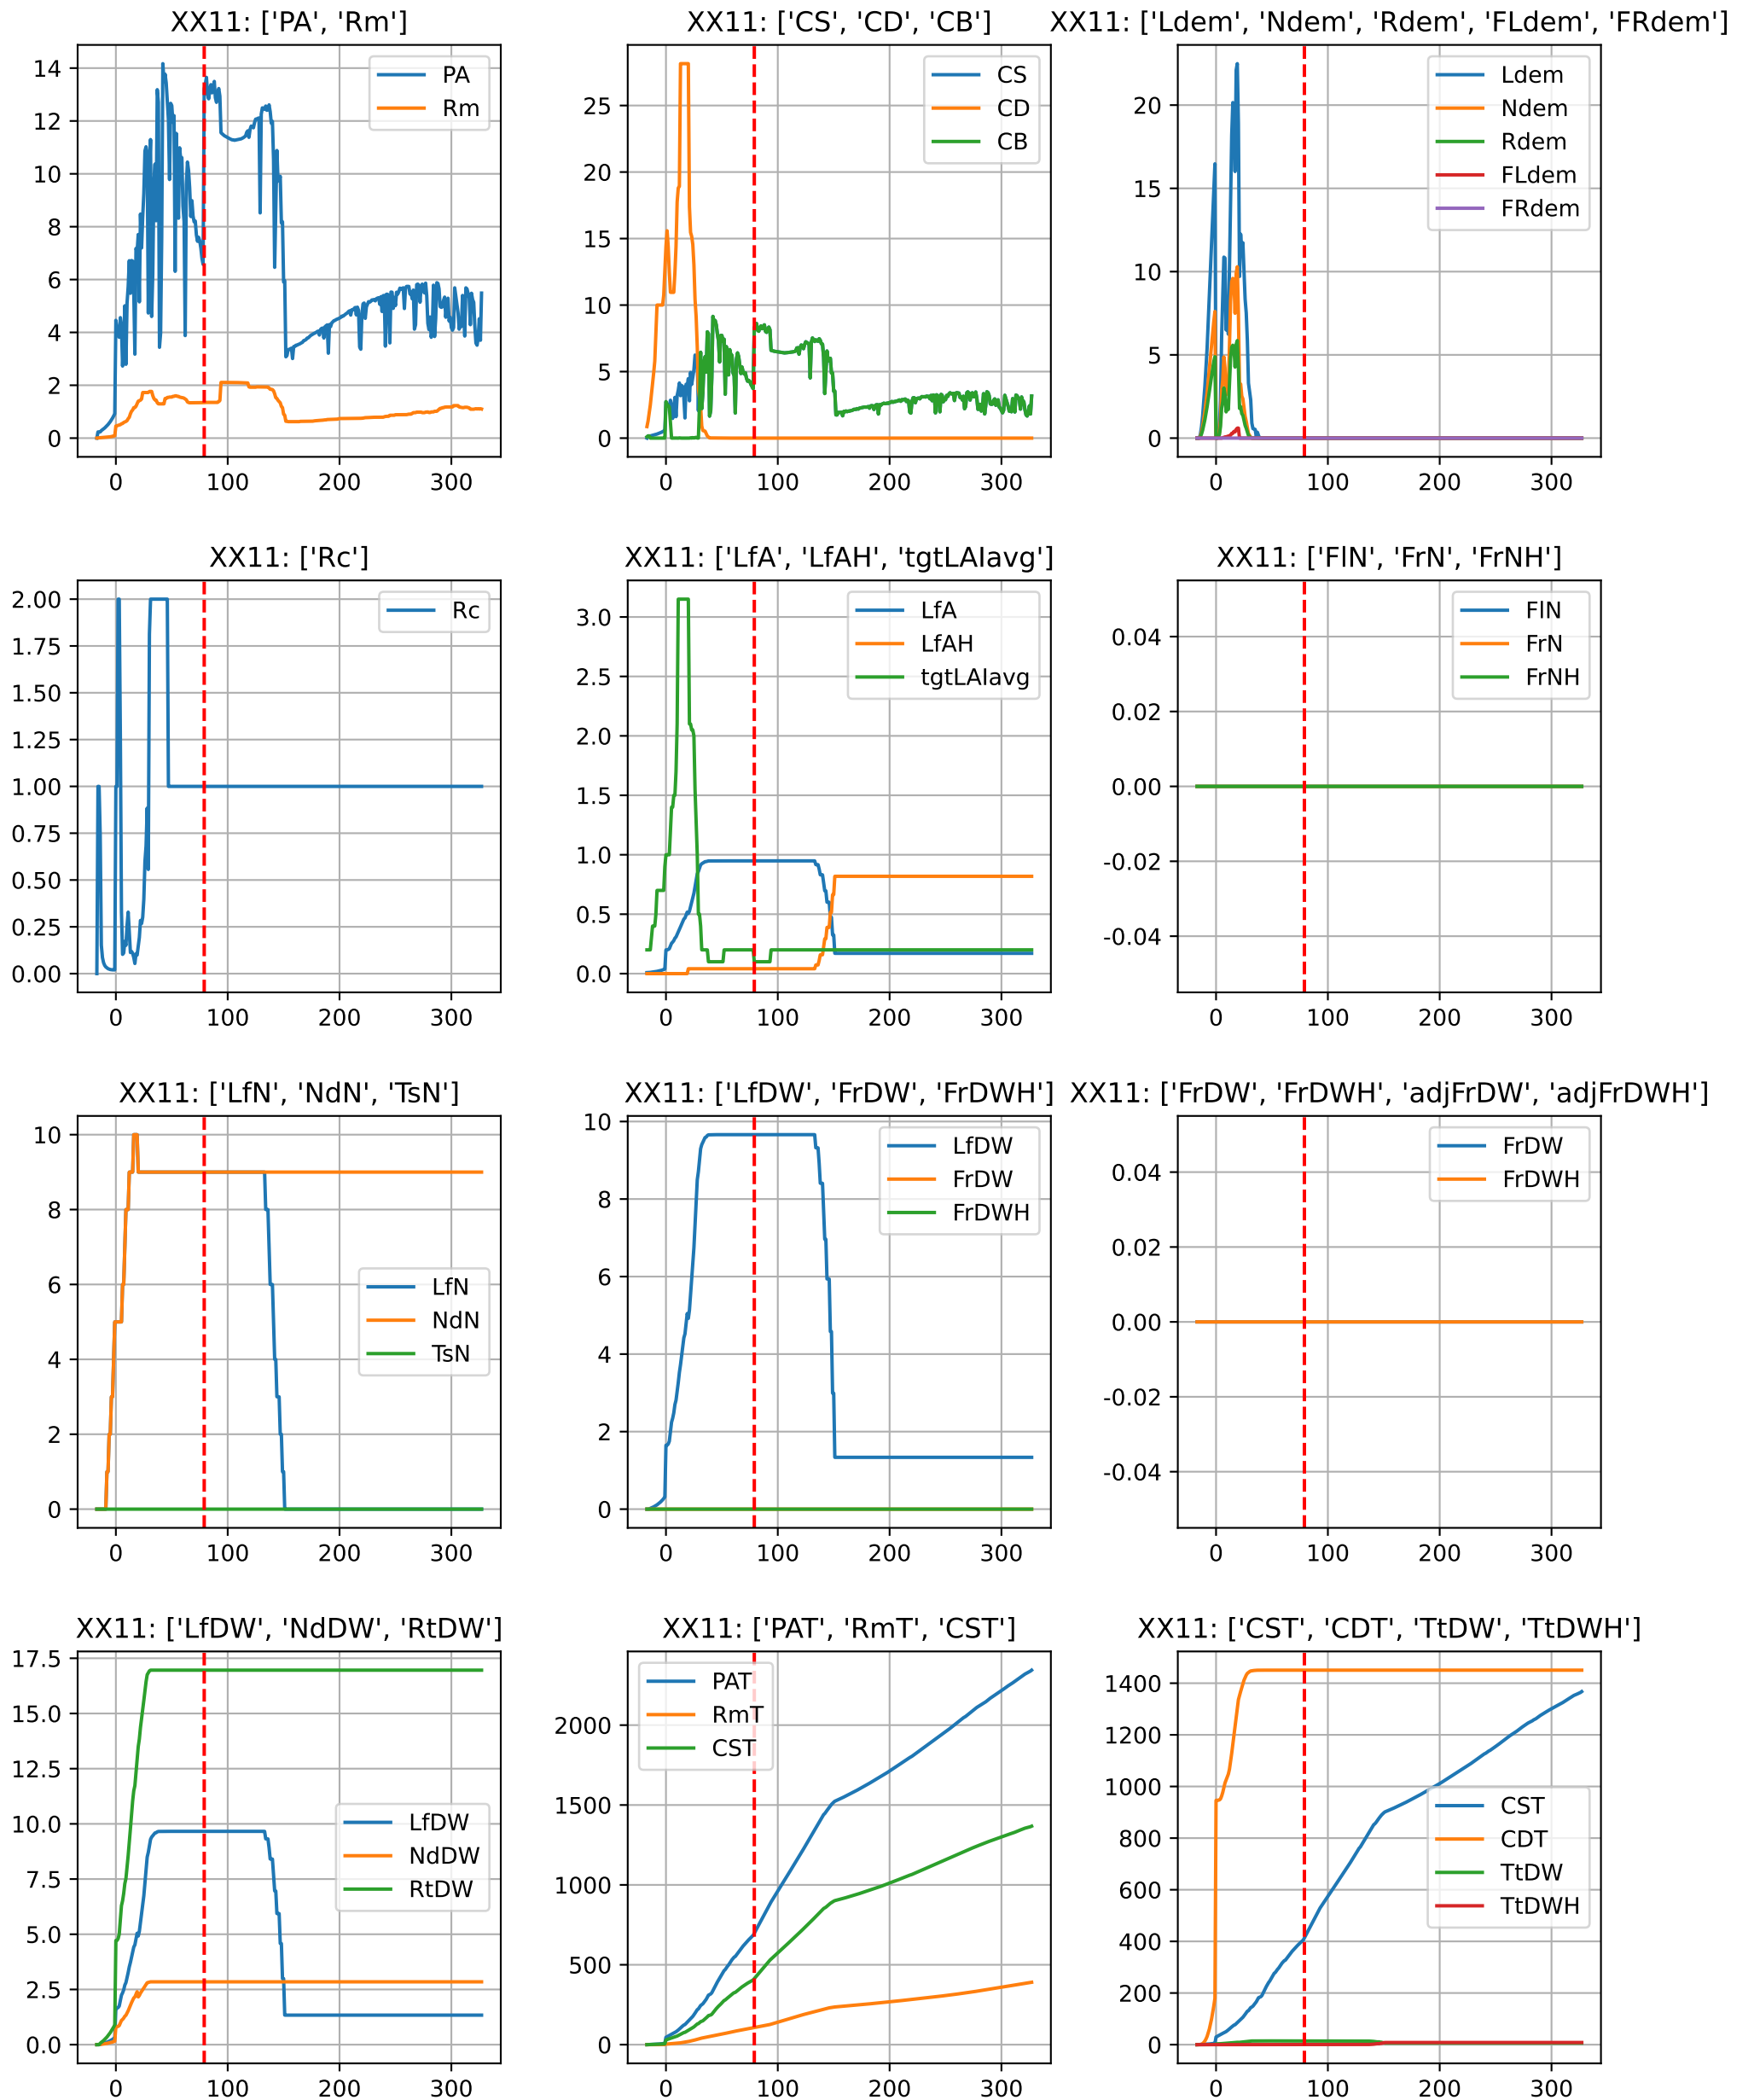 XX11: ['PA', 'Rm']
14
12
10
8
6
4
2
0
0 100 200 300
PA
Rm
XX11: ['CS', 'CD', 'CB']
25
20
15
10
5
0
0 100 200 300
CS
CD
CB
XX11: ['Ldem', 'Ndem', 'Rdem', 'FLdem', 'FRdem']
20
15
10
5
0
0 100 200 300
Ldem
Ndem
Rdem
FLdem
FRdem
XX11: ['Rc']
2.00
1.75
1.50
1.25
1.00
0.75
0.50
0.25
0.00
0 100 200 300
Rc
XX11: ['LfA', 'LfAH', 'tgtLAIavg']
3.0
2.5
2.0
1.5
1.0
0.5
0.0
0 100 200 300
LfA
LfAH
tgtLAIavg
XX11: ['FlN', 'FrN', 'FrNH']
0.04
0.02
0.00
-0.02
-0.04
0 100 200 300
FlN
FrN
FrNH
XX11: ['LfN', 'NdN', 'TsN']
10
8
6
4
2
0
0 100 200 300
LfN
NdN
TsN
XX11: ['LfDW', 'FrDW', 'FrDWH']
10
8
6
4
2
0
0 100 200 300
LfDW
FrDW
FrDWH
XX11: ['FrDW', 'FrDWH', 'adjFrDW', 'adjFrDWH']
0.04
0.02
0.00
-0.02
-0.04
0 100 200 300
FrDW
FrDWH
XX11: ['LfDW', 'NdDW', 'RtDW']
17.5
15.0
12.5
10.0
7.5
5.0
2.5
0.0
0 100 200 300
LfDW
NdDW
RtDW
XX11: ['PAT', 'RmT', 'CST']
2000
1500
1000
500
0
0 100 200 300
PAT
RmT
CST
XX11: ['CST', 'CDT', 'TtDW', 'TtDWH']
1400
1200
1000
800
600
400
200
0
0 100 200 300
CST
CDT
TtDW
TtDWH